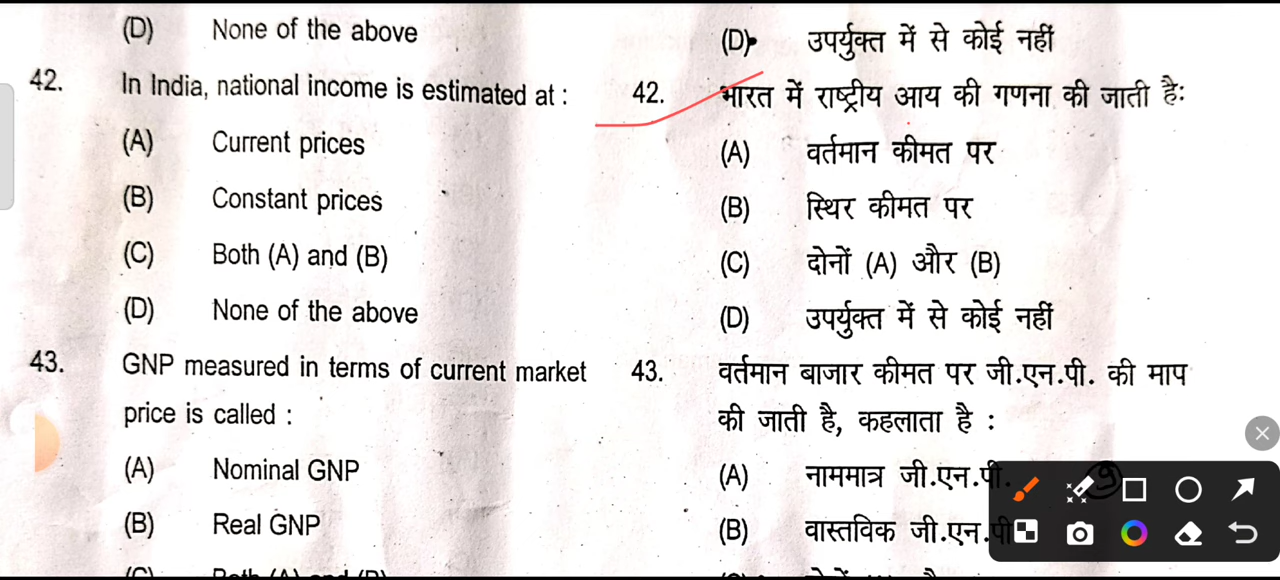 (D) None of the above
42. In India, national income is estimated at :
(A) Current prices
(B) Constant prices
(C) Both (A) and (B)
(D) None of the above
43. GNP measured in terms of current market
price is called :
(A) Nominal GNP
(B) Real GNP
(C) Both (A) and (B)
(D) उपर्युक्त में से कोई नहीं
42. भारत में राष्ट्रीय आय की गणना की जाती हैः
(A) वर्तमान कीमत पर
(B) स्थिर कीमत पर
(C) दोनों (A) और (B)
(D) उपर्युक्त में से कोई नहीं
43. वर्तमान बाजार कीमत पर जी.एन.पी. की माप
की जाती है, कहलाता है :
(A) नाममात्र जी.एन.पी.
(B) वास्तविक जी.एन.पी